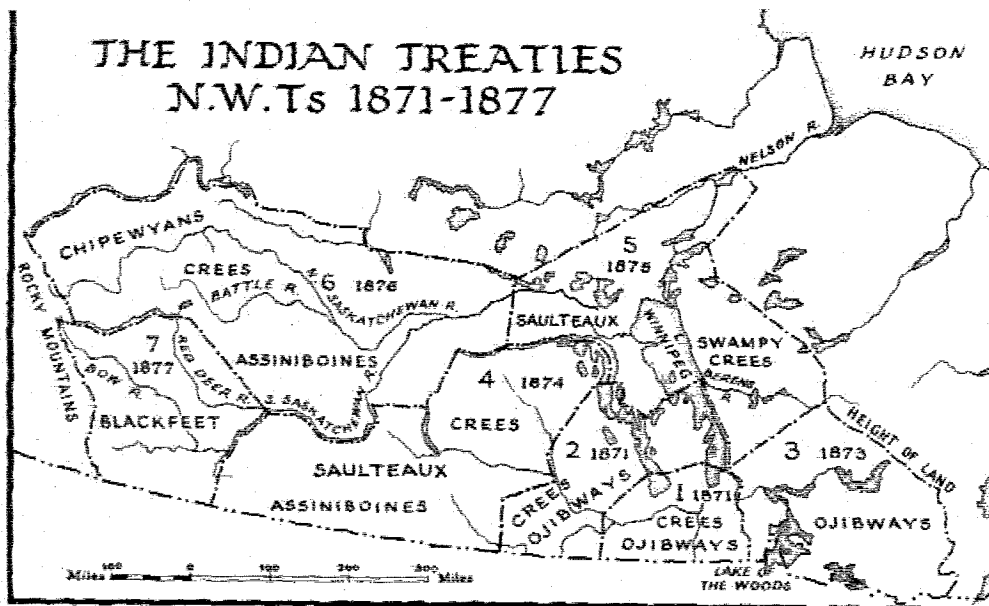 THE INDIAN TREATIES
N.W.Ts 1871-1877
HUDSON
BAY
NELSON R.
CHIPEWYANS
5
1875
CREES
BATTLE R.
6
1876
N. SASKATCHEWAN R.
ROCKY MOUNTAINS
SAULTEAUX
WINNIPEG
SWAMPY
CREES
BERENS
R.
7
1877
BOW R.
RED DEER R.
ASSINIBOINES
S. SASKATCHEWAN R.
4
1874
CREES
BLACKFEET
2
1871
CREES
OJIBWAYS
3
1873
HEIGHT OF LAND
SAULTEAUX
ASSINIBOINES
1
1871
CREES
OJIBWAYS
OJIBWAYS
LAKE OF
THE WOODS
Miles 100 0 100 200 300 Miles